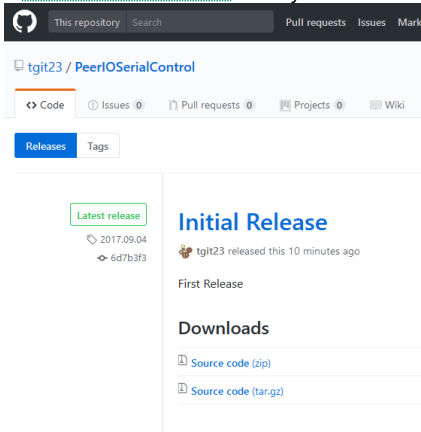 This repository Search Pull requests Issues Mark
tgit23 / PeerIOSerialControl
Code Issues 0 Pull requests 0 Projects 0 Wiki
Releases Tags
Latest release
2017.09.04
6d7b3f3
Initial Release
tgit23 released this 10 minutes ago
First Release
Downloads
Source code (zip)
Source code (tar.gz)